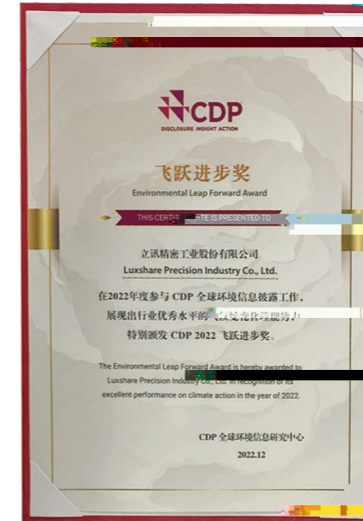 CDP
DISCLOSURE INSIGHT ACTION
飞跃进步奖
Environmental Leap Forward Award
THIS CERTIFICATE IS PRESENTED TO
立讯精密工业股份有限公司
Luxshare Precision Industry Co., Ltd.
在2022年度参与 CDP 全球环境信息披露工作，
展现出行业优秀水平的
特别颁发 CDP 2022 飞跃进步奖。
The Environmental Leap Forward Award is hereby awarded to
Luxshare Precision Industry Co., Ltd. in recognition of its
excellent performance on climate action in the year of 2022.
CDP 全球环境信息研究中心
2022.12